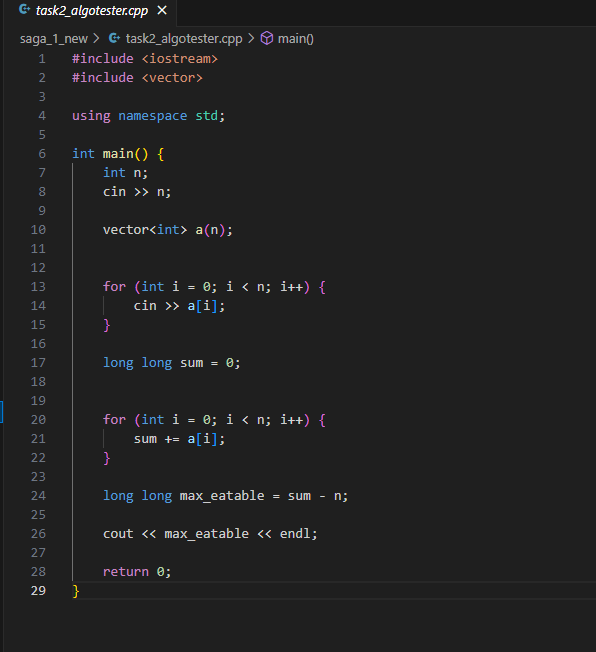 task2_algotester.cpp
saga_1_new > task2_algotester.cpp > main()
1 #include <iostream>
2 #include <vector>
3
4 using namespace std;
5
6 int main() {
7 int n;
8 cin >> n;
9
10 vector<int> a(n);
11
12
13 for (int i = 0; i < n; i++) {
14 cin >> a[i];
15 }
16
17 long long sum = 0;
18
19
20 for (int i = 0; i < n; i++) {
21 sum += a[i];
22 }
23
24 long long max_eatable = sum - n;
25
26 cout << max_eatable << endl;
27
28 return 0;
29 }